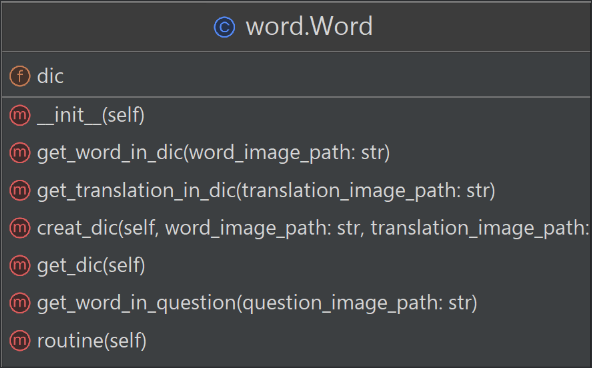 C word.Word
f dic
m __init__(self)
m get_word_in_dic(word_image_path: str)
m get_translation_in_dic(translation_image_path: str)
m creat_dic(self, word_image_path: str, translation_image_path:
m get_dic(self)
m get_word_in_question(question_image_path: str)
m routine(self)